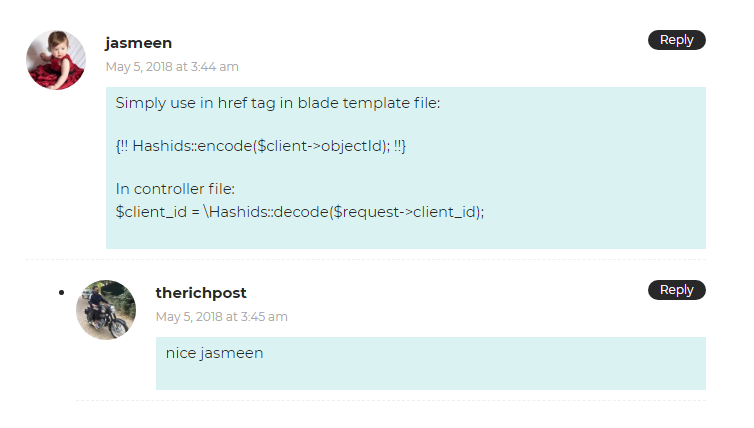 jasmeen
Reply
May 5, 2018 at 3:44 am
Simply use in href tag in blade template file:
{!! Hashids::encode($client->objectId); !!}
In controller file:
$client_id = \Hashids::decode($request->client_id);
therichpost
Reply
May 5, 2018 at 3:45 am
nice jasmeen